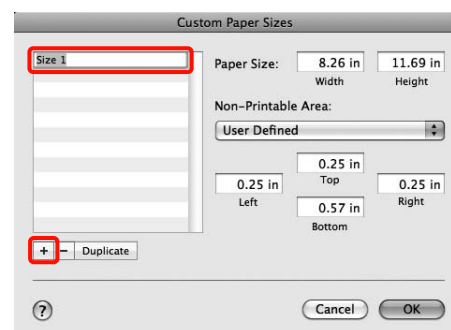 Custom Paper Sizes
Size 1
Paper Size:
8.26 in
11.69 in
Width
Height
Non-Printable Area:
User Defined
0.25 in
Top
0.25 in
0.25 in
Left
Right
0.57 in
Bottom
+ – Duplicate
?
Cancel
OK